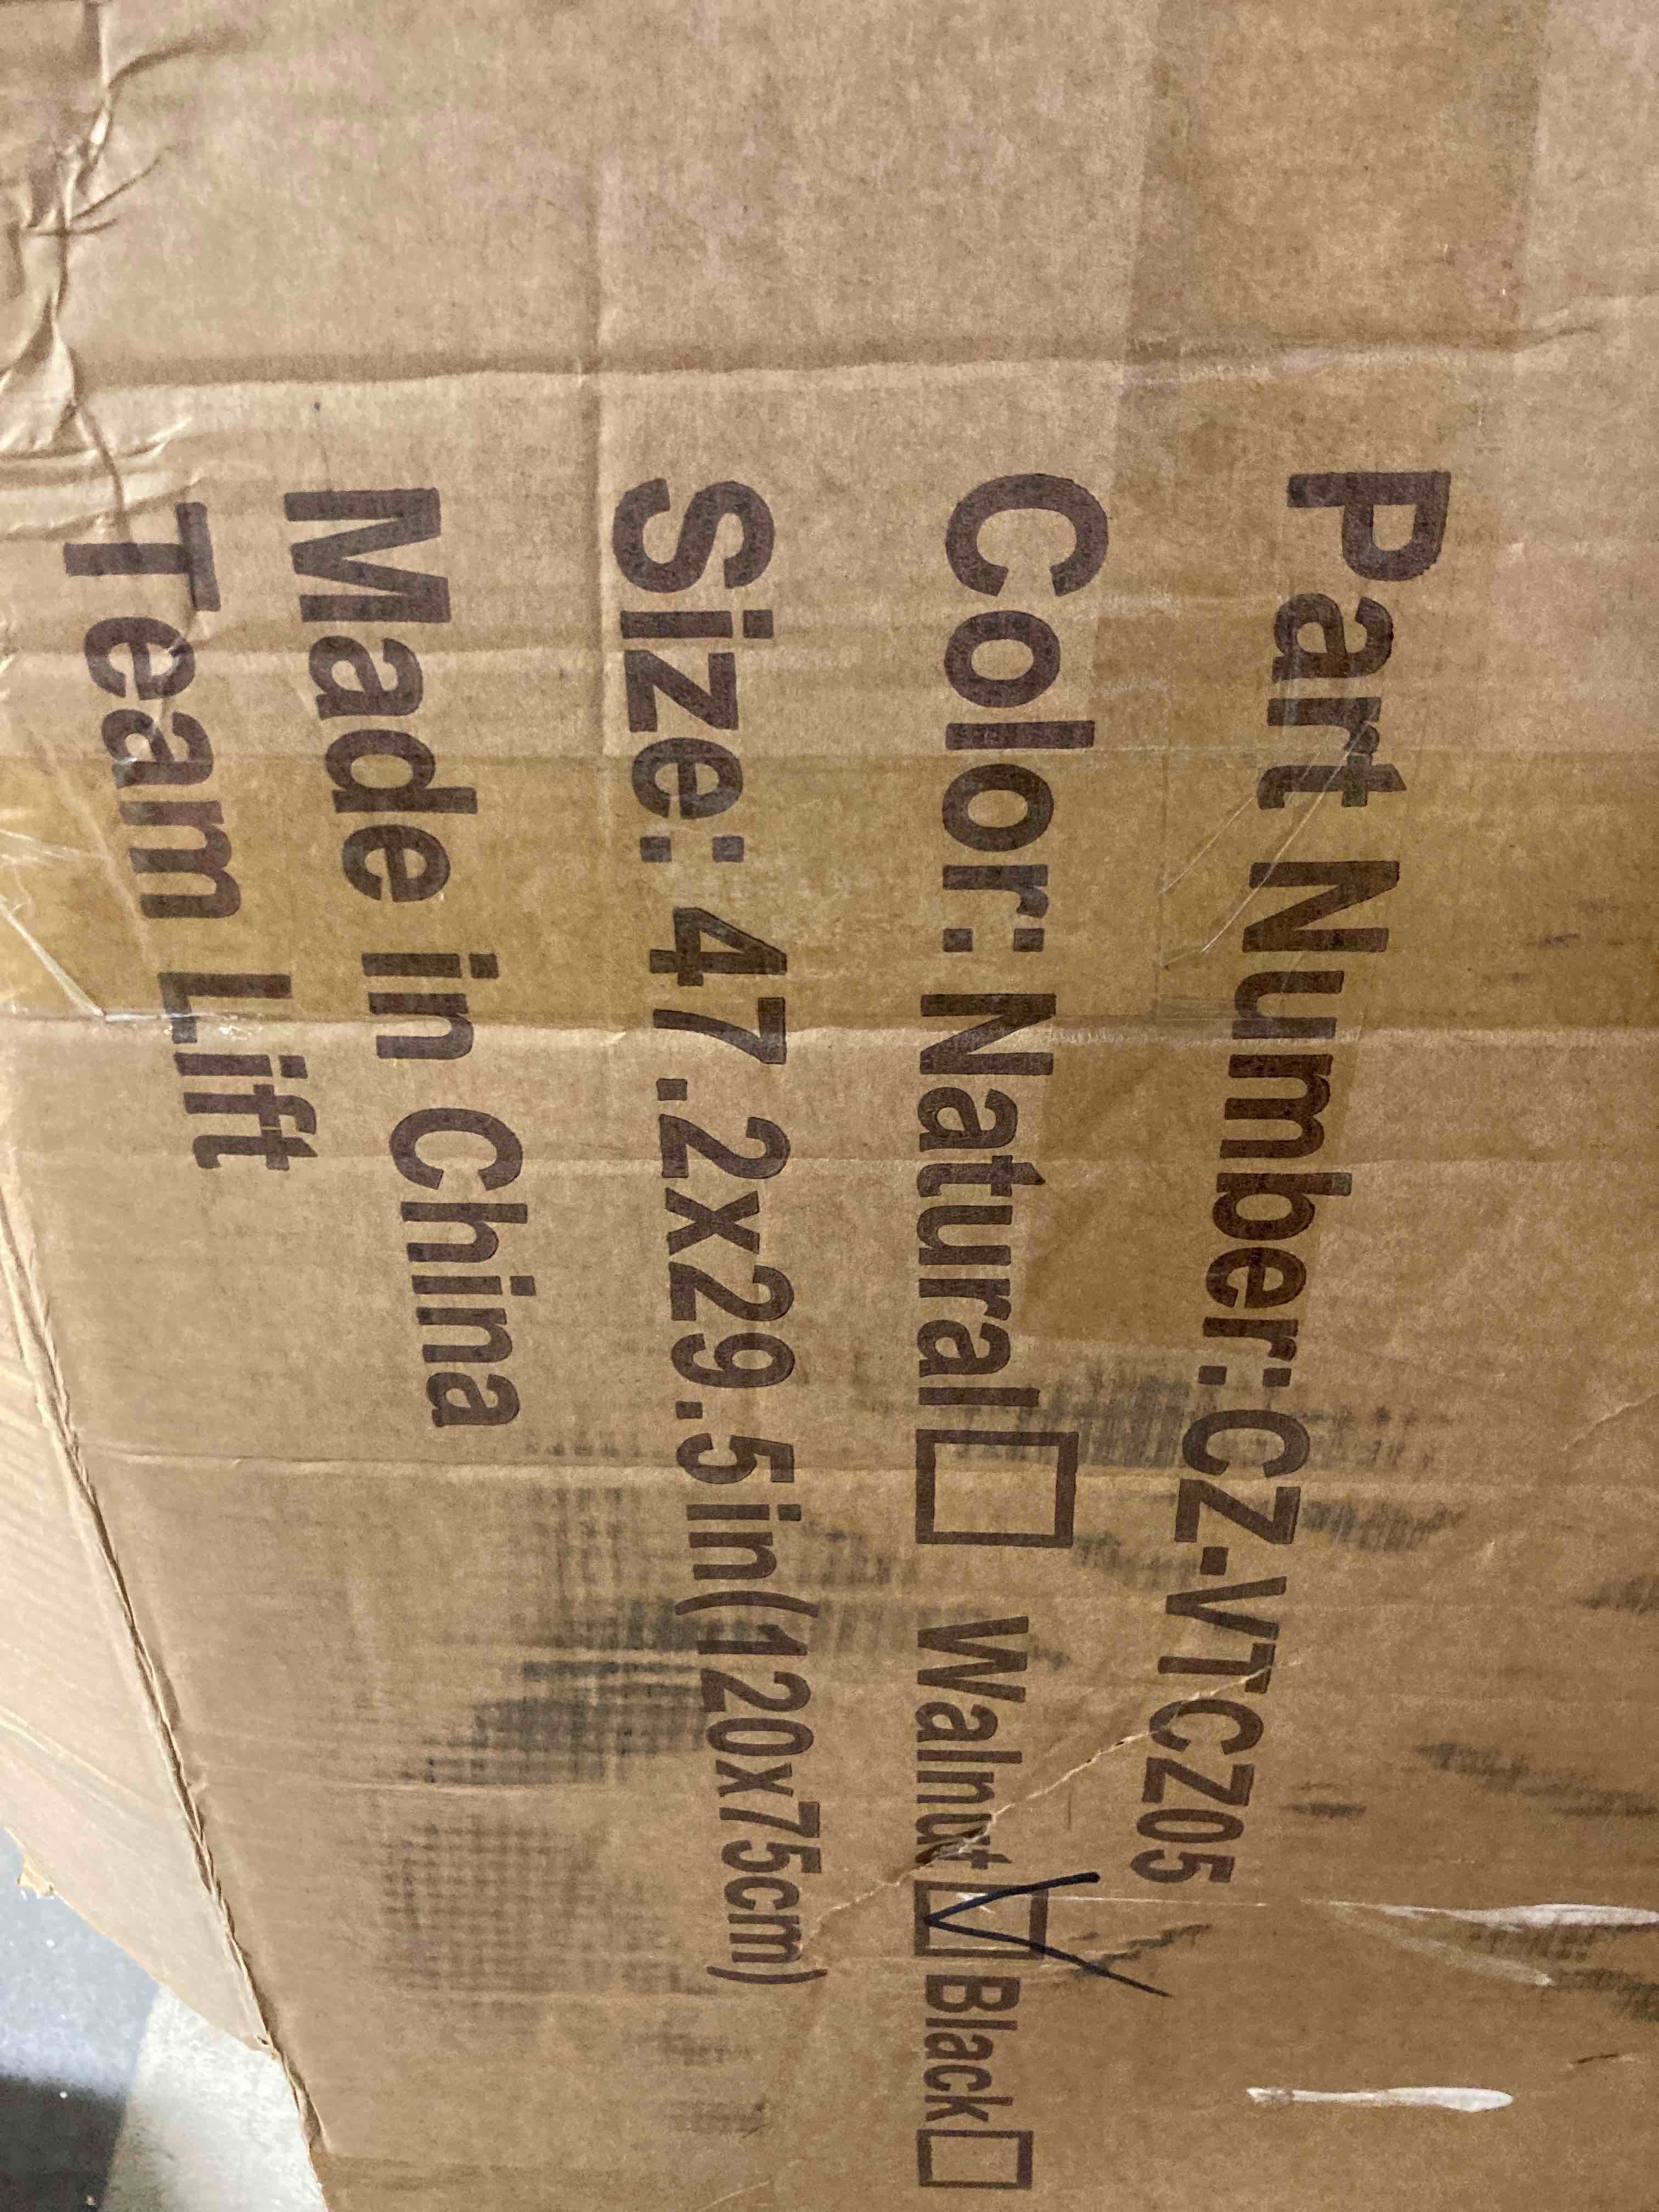 Part Number:CZ-VTCZ05
Color: Natural☐ Walnut☑ Black☐
Size: 47.2x29.5in(120x75cm)
Made in China
Team Lift